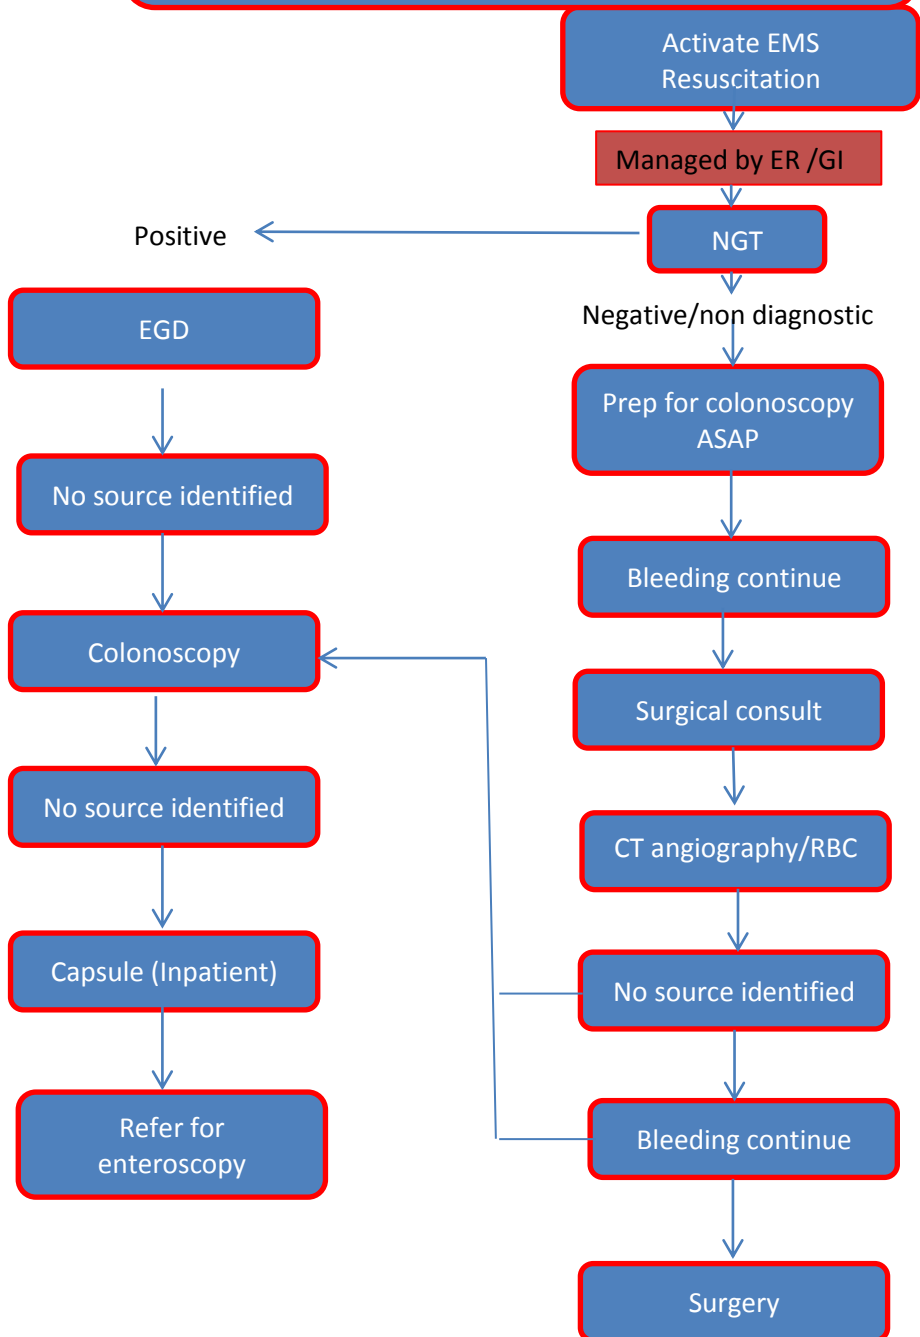 Activate EMS
Resuscitation
Managed by ER /GI
NGT
Positive
Negative/non diagnostic
EGD
No source identified
Colonoscopy
No source identified
Capsule (Inpatient)
Refer for
enteroscopy
Prep for colonoscopy
ASAP
Bleeding continue
Surgical consult
CT angiography/RBC
No source identified
Bleeding continue
Surgery